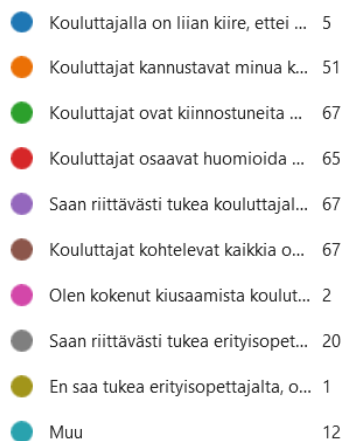 Kouluttajalla on liian kiire, ettei ... 5
Kouluttajat kannustavat minua k... 51
Kouluttajat ovat kiinnostuneita ... 67
Kouluttajat osaavat huomioida ... 65
Saan riittävästi tukea kouluttajal... 67
Kouluttajat kohtelevat kaikkia o... 67
Olen kokenut kiusaamista koulut... 2
Saan riittävästi tukea erityisopet... 20
En saa tukea erityisopettajalta, o... 1
Muu 12